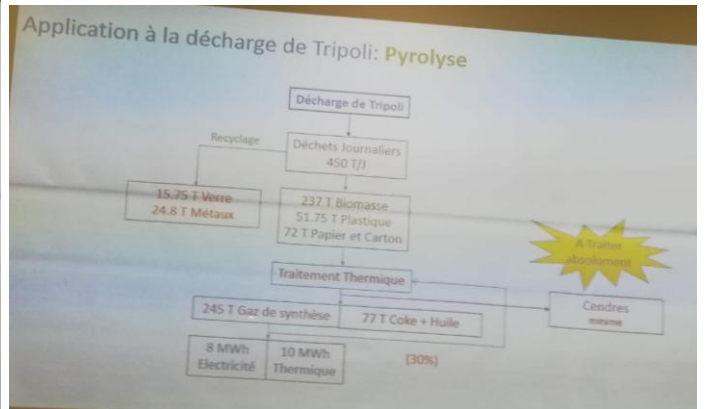 Application à la décharge de Tripoli: Pyrolyse
Décharge de Tripoli
Recyclage
Déchets Journaliers
450 T/J
15.75 T Verre
24.8 T Métaux
237 T Biomasse
51.75 T Plastique
72 T Papier et Carton
A Traiter
absolument
Traitement Thermique
Cendres
minime
245 T Gaz de synthèse
77 T Coke + Huile
8 MWh
Electricité
10 MWh
Thermique
(30%)